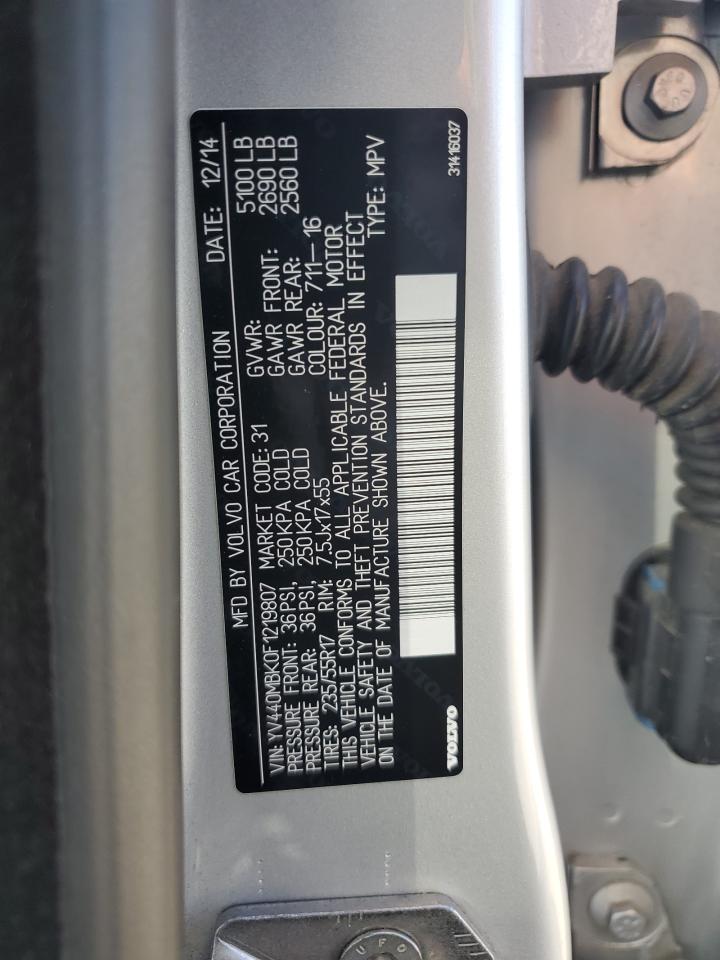 MFD BY VOLVO CAR CORPORATION DATE: 12/14
VIN: YV440MBK0F1219807 MARKET CODE: 31 GVWR: 5100 LB
PRESSURE FRONT: 36PSI, 250KPA COLD GAWR FRONT: 2690 LB
PRESSURE REAR: 36PSI, 250KPA COLD GAWR REAR: 2560 LB
TIRES: 235/55R17 RIM: 7.5Jx17x55 COLOUR: 711–16
THIS VEHICLE CONFORMS TO ALL APPLICABLE FEDERAL MOTOR
VEHICLE SAFETY AND THEFT PREVENTION STANDARDS IN EFFECT
ON THE DATE OF MANUFACTURE SHOWN ABOVE. TYPE: MPV
VOLVO 31416037